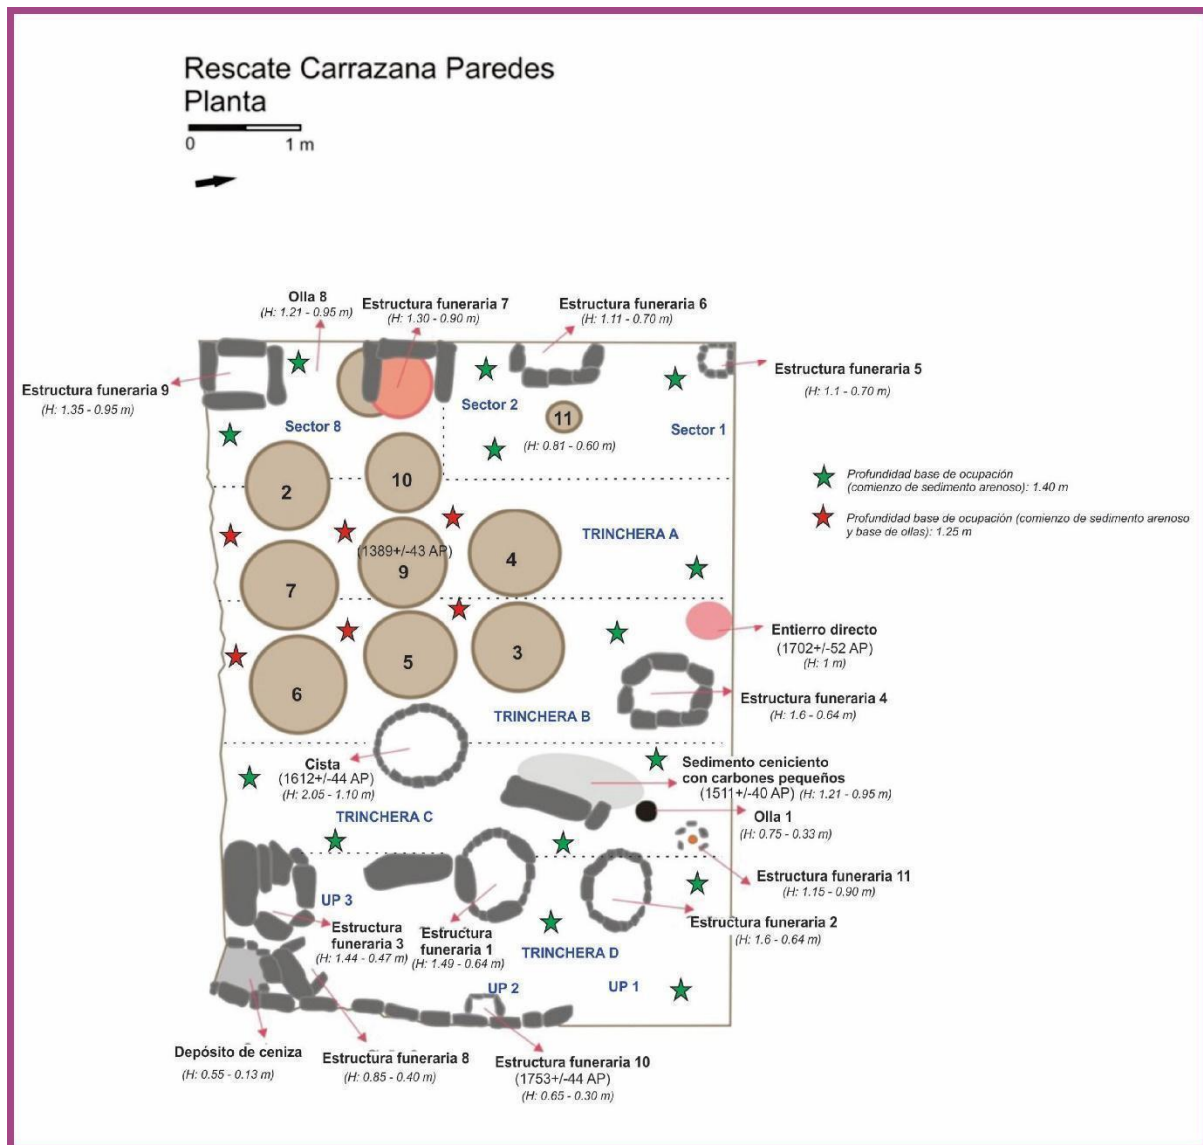 Rescate Carrazana Paredes
Planta
0 1 m
Olla 8
(H: 1.21 - 0.95 m)
Estructura funeraria 7
(H: 1.30 - 0.90 m)
Estructura funeraria 6
(H: 1.11 - 0.70 m)
Estructura funeraria 5
(H: 1.1 - 0.70 m)
Estructura funeraria 9
(H: 1.35 - 0.95 m)
Sector 8
Sector 2
11
(H: 0.81 - 0.60 m)
Sector 1
2
10
Profundidad base de ocupación
(comienzo de sedimento arenoso): 1.40 m
Profundidad base de ocupación (comienzo de sedimento arenoso
y base de ollas): 1.25 m
TRINCHERA A
(1389+/-43 AP)
9
4
7
Entierro directo
(1702+/-52 AP)
(H: 1 m)
5
3
6
Estructura funeraria 4
(H: 1.6 - 0.64 m)
TRINCHERA B
Cista
(1612+/-44 AP)
(H: 2.05 - 1.10 m)
Sedimento ceniciento
con carbones pequeños
(1511+/-40 AP) (H: 1.21 - 0.95 m)
TRINCHERA C
Olla 1
(H: 0.75 - 0.33 m)
Estructura funeraria 11
(H: 1.15 - 0.90 m)
UP 3
Estructura
funeraria 3
(H: 1.44 - 0.47 m)
Estructura
funeraria 1
(H: 1.49 - 0.64 m)
Estructura funeraria 2
(H: 1.6 - 0.64 m)
TRINCHERA D
UP 2
UP 1
Depósito de ceniza
(H: 0.55 - 0.13 m)
Estructura funeraria 8
(H: 0.85 - 0.40 m)
Estructura funeraria 10
(1753+/-44 AP)
(H: 0.65 - 0.30 m)